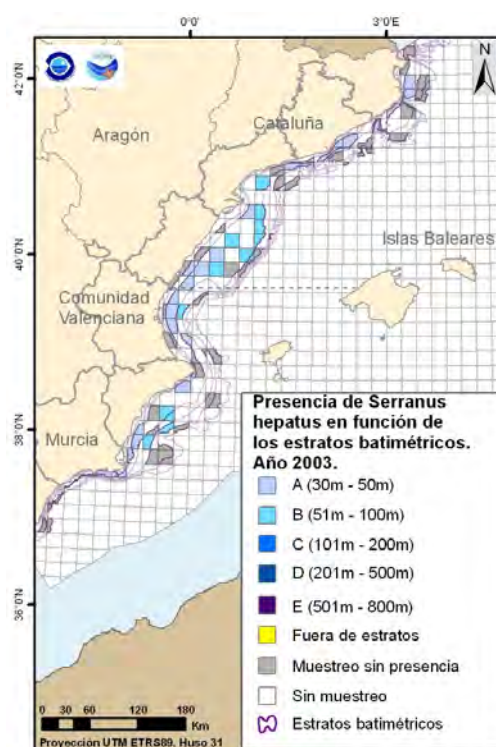 0°0' 3°0'E
N
42°0'N
Aragón
Cataluña
40°0'N
Islas Baleares
Comunidad
Valenciana
38°0'N
Murcia
36°0'N
Presencia de Serranus
hepatus en función de
los estratos batimétricos.
Año 2003.
A (30m - 50m)
B (51m - 100m)
C (101m - 200m)
D (201m - 500m)
E (501m - 800m)
Fuera de estratos
Muestreo sin presencia
Sin muestreo
Estratos batimétricos
0 30 60 120 180
Km
Proyección UTM ETRS89. Huso 31